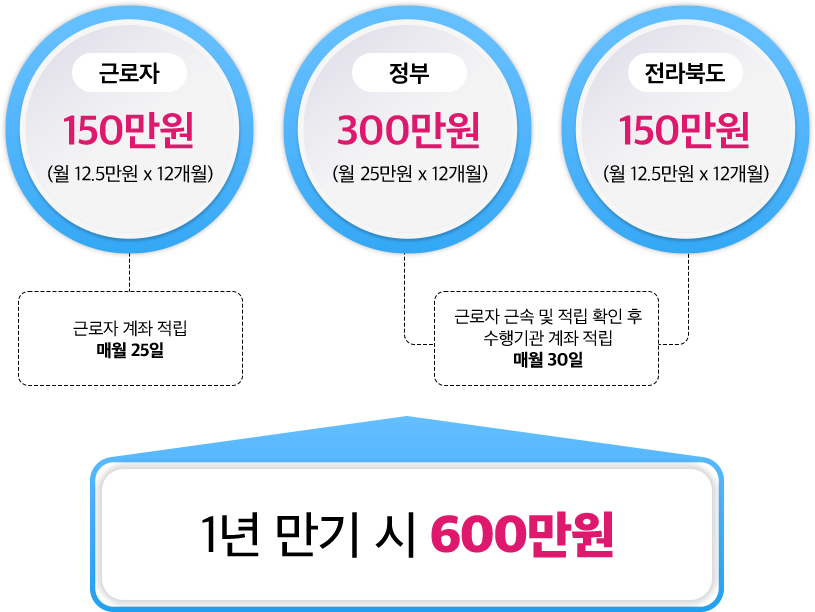 근로자
150만원
(월 12.5만원 x 12개월)
정부
300만원
(월 25만원 x 12개월)
전라북도
150만원
(월 12.5만원 x 12개월)
근로자 계좌 적립
매월 25일
근로자 근속 및 적립 확인 후
수행기관 계좌 적립
매월 30일
1년 만기 시 600만원